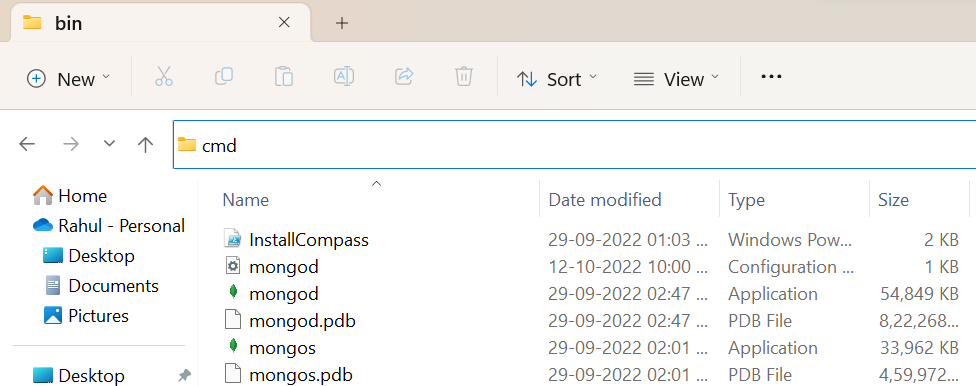 bin
New Sort View
cmd
Home
Rahul - Personal
Desktop
Documents
Pictures
Desktop
Name Date modified Type Size
InstallCompass 29-09-2022 01:03 ... Windows Pow... 2 KB
mongod 12-10-2022 10:00 ... Configuration ... 1 KB
mongod 29-09-2022 02:47 ... Application 54,849 KB
mongod.pdb 29-09-2022 02:47 ... PDB File 8,22,268...
mongos 29-09-2022 02:01 ... Application 33,962 KB
mongos.pdb 29-09-2022 02:01 ... PDB File 4,59,972...